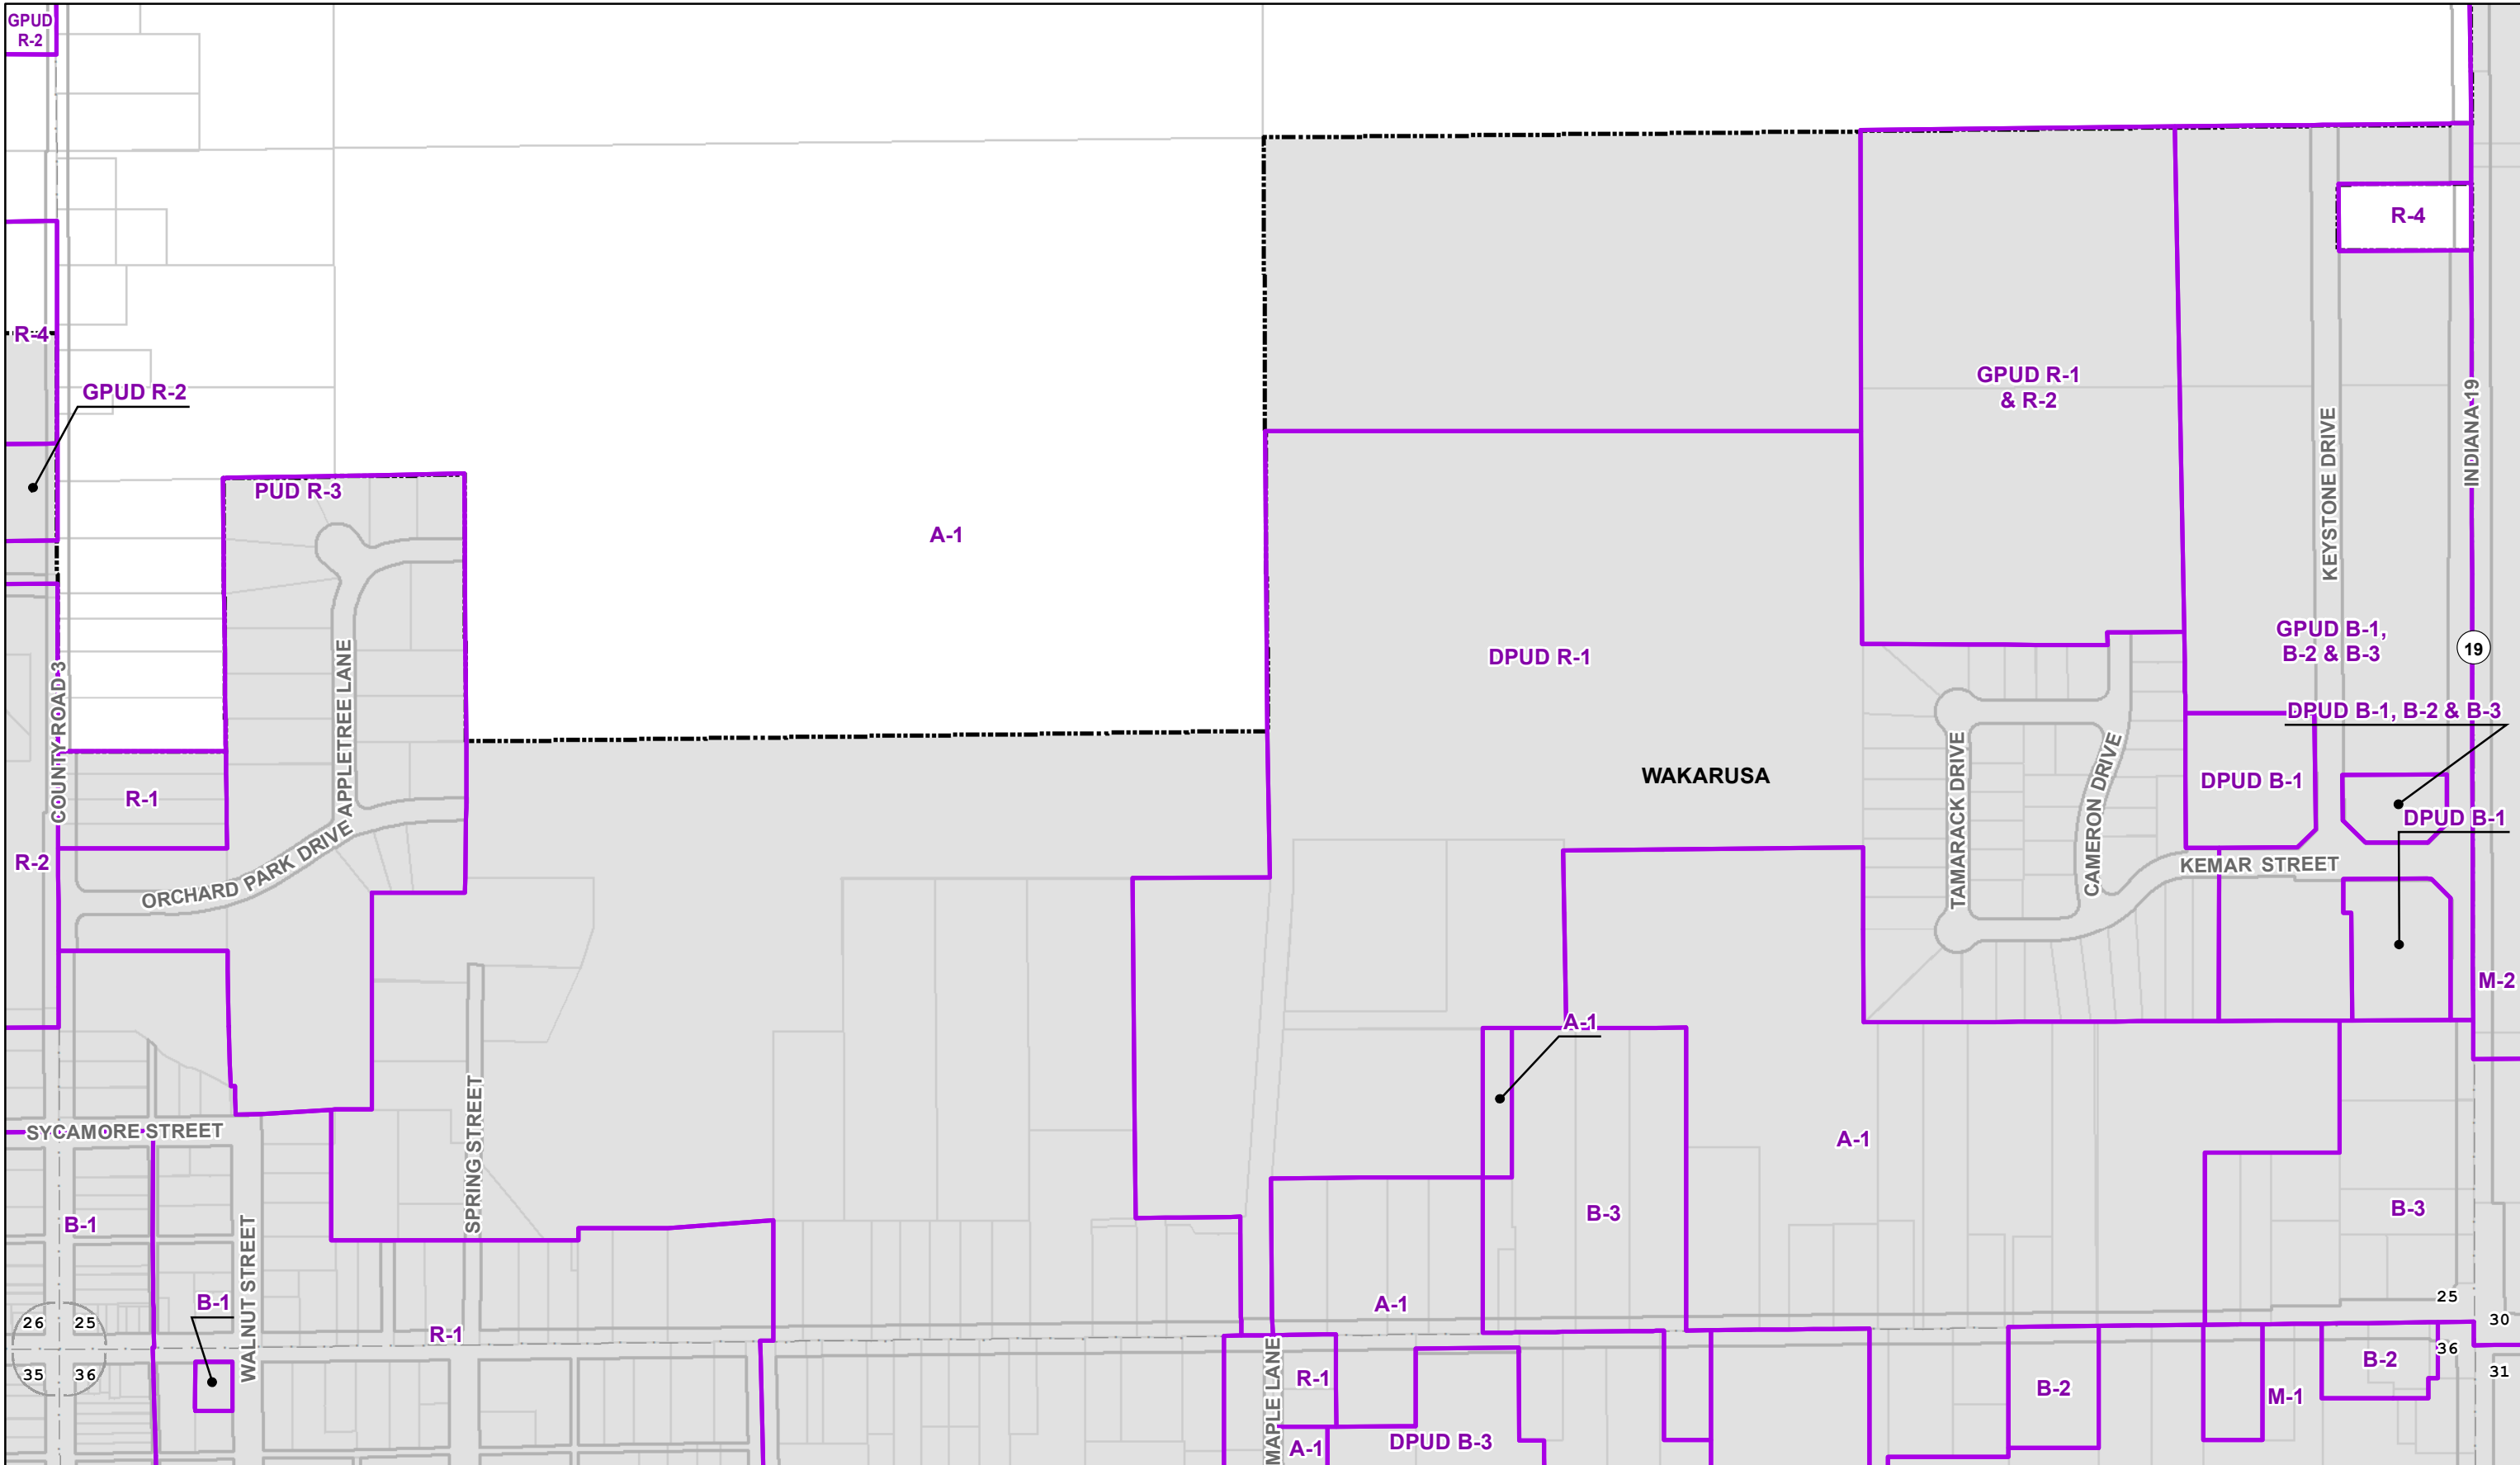 GPUD
R-2
R-4
R-4
GPUD R-1
& R-2
GPUD R-2
INDIANA 19
KEYSTONE DRIVE
PUD R-3
A-1
GPUD B-1,
B-2 & B-3
19
DPUD R-1
DPUD B-1, B-2 & B-3
COUNTY ROAD 3
APPLETREE LANE
WAKARUSA
TAMARACK DRIVE
CAMERON DRIVE
DPUD B-1
R-1
DPUD B-1
R-2
ORCHARD PARK DRIVE
KEMAR STREET
M-2
A-1
SYCAMORE STREET
SPRING STREET
A-1
B-1
B-3
B-3
WALNUT STREET
B-1
A-1
25
26
25
R-1
30
35
36
MAPLE LANE
R-1
B-2
M-1
B-2
36
31
A-1
DPUD B-3